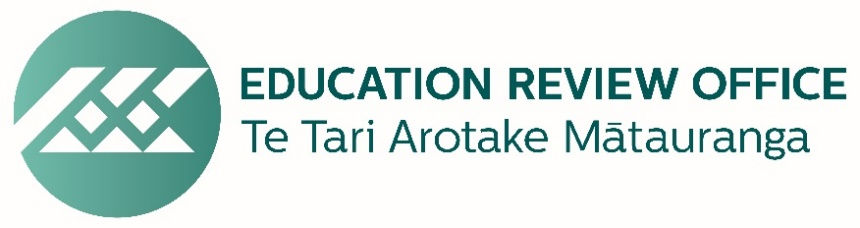 EDUCATION REVIEW OFFICE
Te Tari Arotake Mātauranga